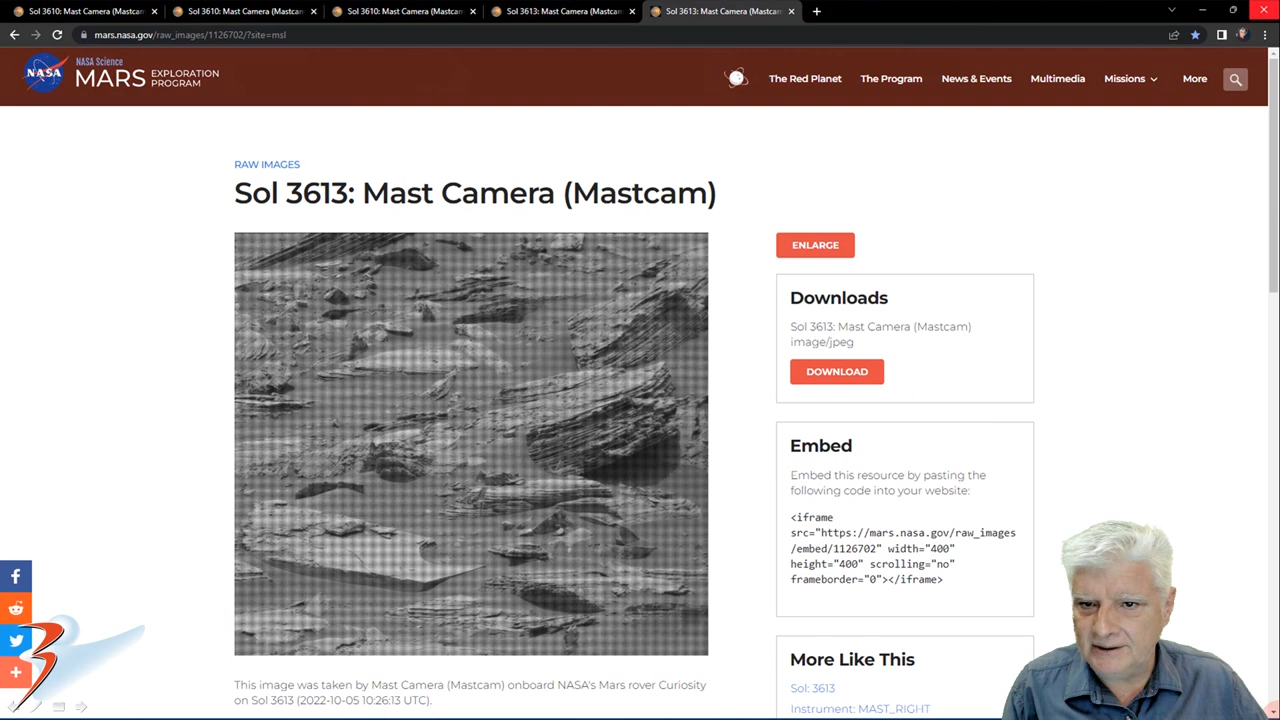 Sol 3610: Mast Camera (Mastcam)
Sol 3610: Mast Camera (Mastcam)
Sol 3610: Mast Camera (Mastcam)
Sol 3613: Mast Camera (Mastcam)
Sol 3613: Mast Camera (Mastcam)
mars.nasa.gov/raw_images/1126702/?site=msl
NASA
NASA Science
MARS EXPLORATION PROGRAM
The Red Planet
The Program
News & Events
Multimedia
Missions
More
RAW IMAGES
Sol 3613: Mast Camera (Mastcam)
ENLARGE
Downloads
Sol 3613: Mast Camera (Mastcam)
image/jpeg
DOWNLOAD
Embed
Embed this resource by pasting the
following code into your website:
<iframe
src="https://mars.nasa.gov/raw_images
/embed/1126702" width="400"
height="400" scrolling="no"
frameborder="0"></iframe>
More Like This
Sol: 3613
Instrument: MAST_RIGHT
This image was taken by Mast Camera (Mastcam) onboard NASA's Mars rover Curiosity
on Sol 3613 (2022-10-05 10:26:13 UTC).